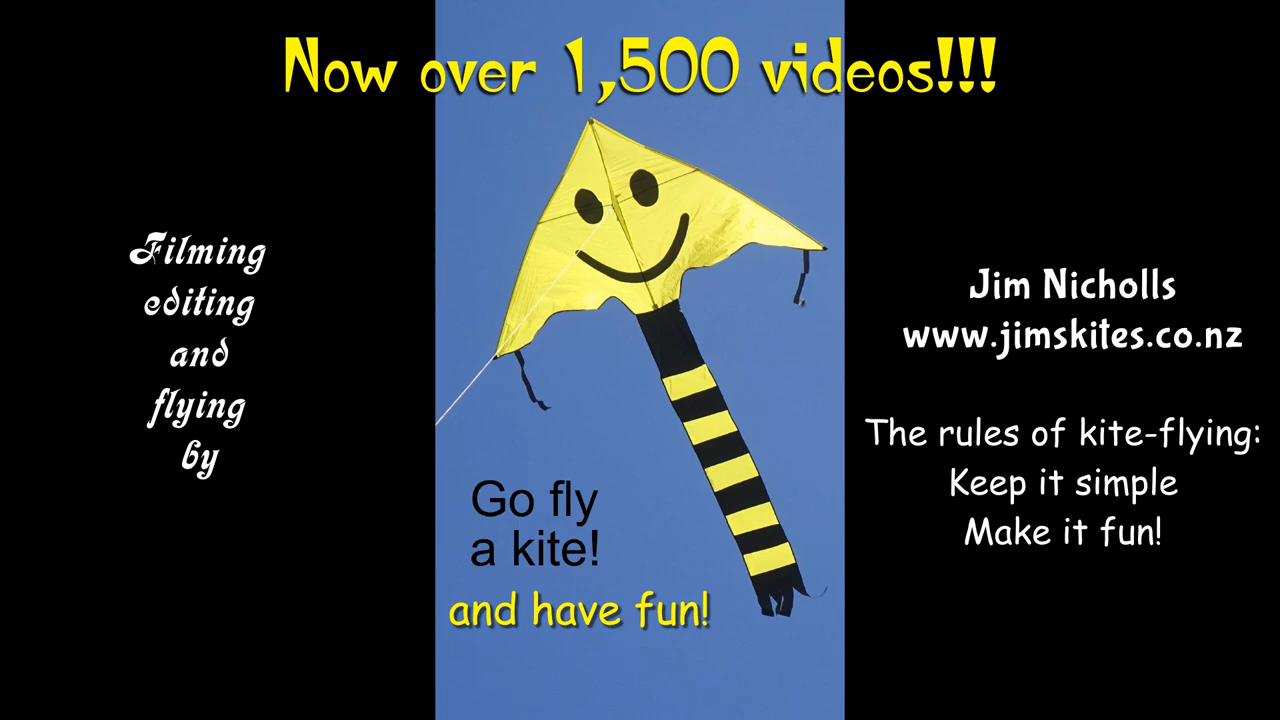 Now over 1,500 videos!!!
Filming
editing
and
flying
by
Jim Nicholls
www.jimskites.co.nz
The rules of kite-flying:
Keep it simple
Make it fun!
Go fly
a kite!
and have fun!